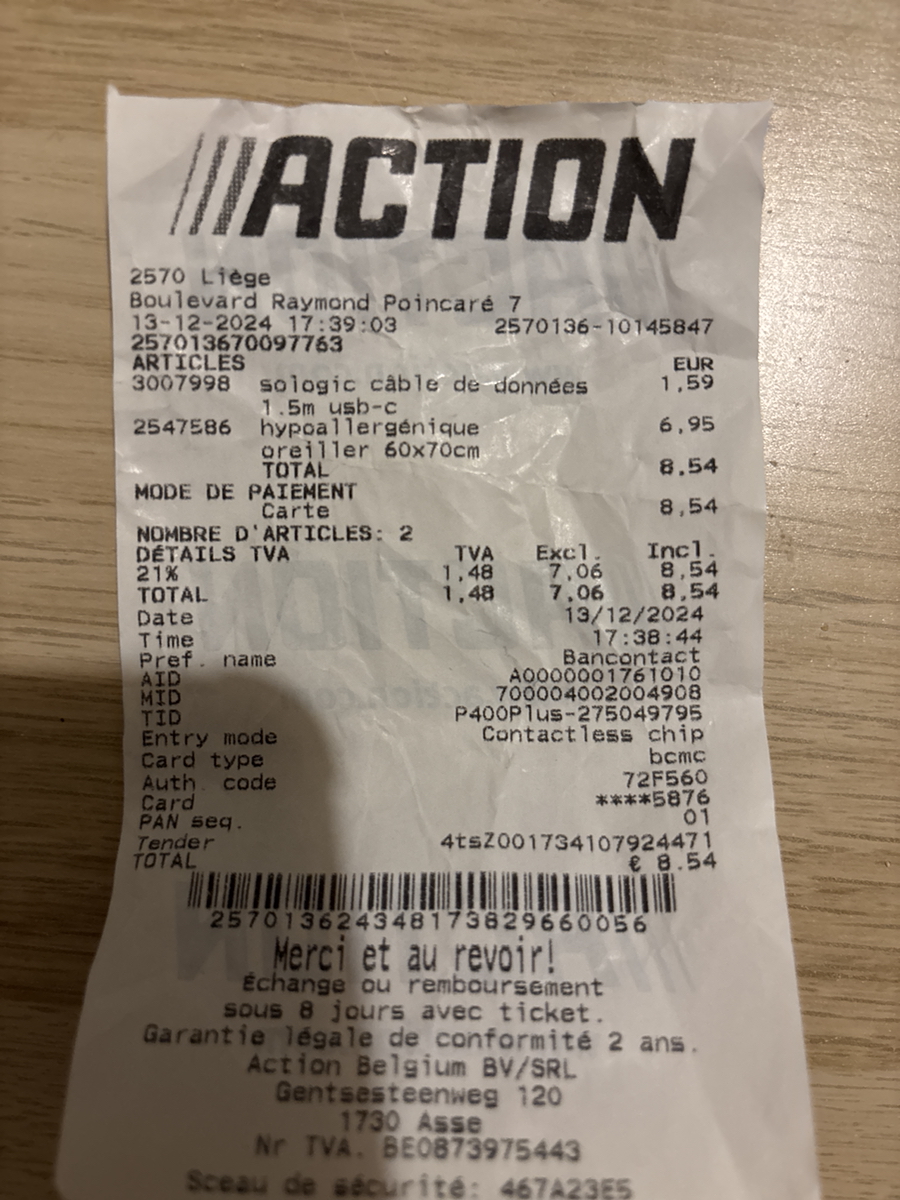 ACTION
2570 Liège
Boulevard Raymond Poincaré 7
13-12-2024 17:39:03 2570136-10145847
257013670097763
ARTICLES EUR
3007998 sologic câble de données 1,59
1.5m usb-c
2547586 hypoallergénique 6,95
oreiller 60x70cm
TOTAL 8,54
MODE DE PAIEMENT
Carte 8,54
NOMBRE D'ARTICLES: 2
DÉTAILS TVA TVA Excl. Incl.
21% 1,48 7,06 8,54
TOTAL 1,48 7,06 8,54
Date 13/12/2024
Time 17:38:44
Pref. name Bancontact
AID A0000001761010
MID 700004002004908
TID P400Plus-275049795
Entry mode Contactless chip
Card type bcmc
Auth. code 72F560
Card ****5876
PAN seq. 01
Tender 4tsZ001734107924471
TOTAL € 8.54
257013624348173829660056
Merci et au revoir!
Échange ou remboursement
sous 8 jours avec ticket.
Garantie légale de conformité 2 ans.
Action Belgium BV/SRL
Gentsesteenweg 120
1730 Asse
Nr TVA. BE0873975443
Sceau de sécurité: 467A23E5